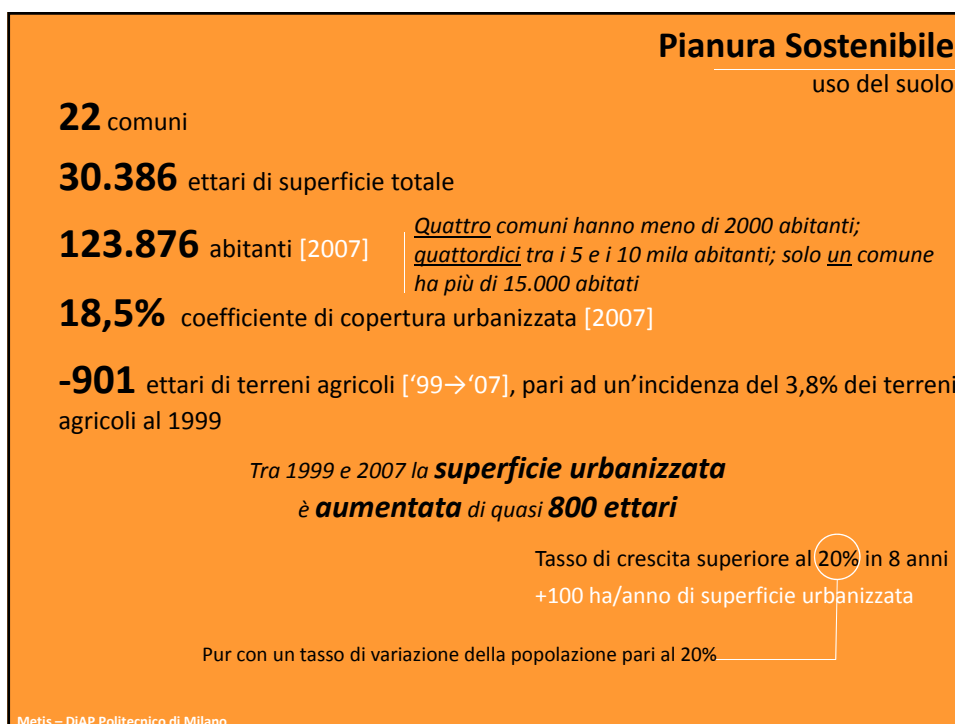 Pianura Sostenibile
uso del suolo
22 comuni
30.386 ettari di superficie totale
123.876 abitanti [2007]
Quattro comuni hanno meno di 2000 abitanti;
quattordici tra i 5 e i 10 mila abitanti; solo un comune
ha più di 15.000 abitati
18,5% coefficiente di copertura urbanizzata [2007]
-901 ettari di terreni agricoli [‘99→‘07], pari ad un’incidenza del 3,8% dei terreni
agricoli al 1999
Tra 1999 e 2007 la superficie urbanizzata
è aumentata di quasi 800 ettari
Tasso di crescita superiore al 20% in 8 anni
+100 ha/anno di superficie urbanizzata
Pur con un tasso di variazione della popolazione pari al 20%
Metis – DiAP Politecnico di Milano